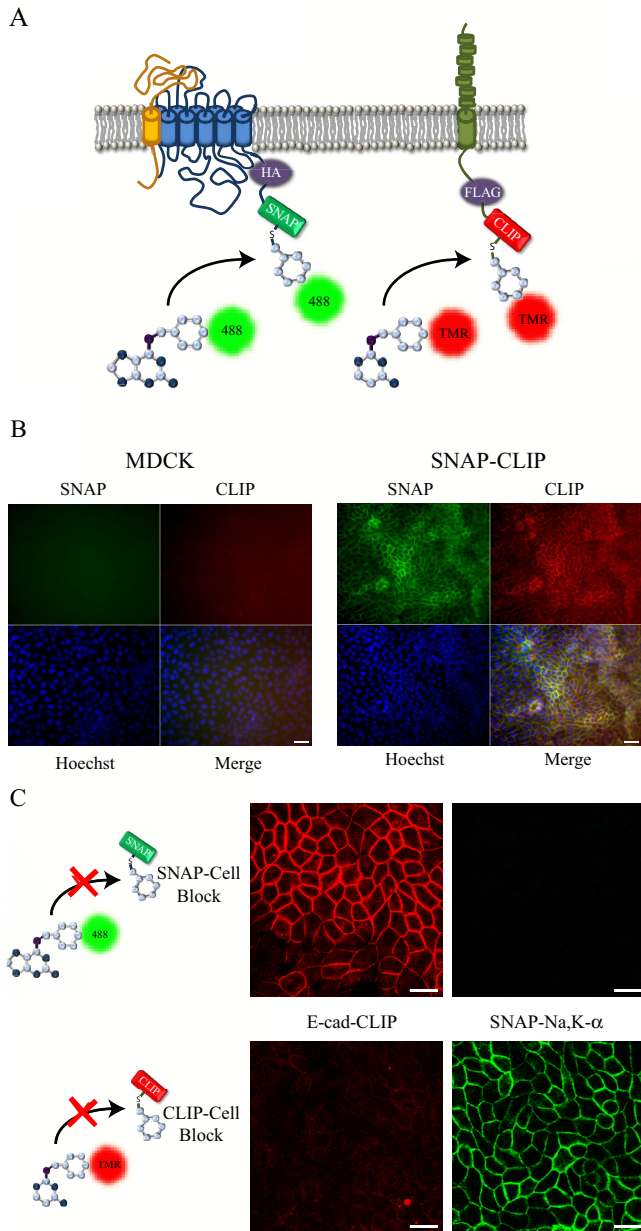 A
HA
SNAP
S
488
488
FLAG
CLIP
S
TMR
TMR
B
MDCK
SNAP-CLIP
SNAP
CLIP
SNAP
CLIP
Hoechst
Merge
Hoechst
Merge
C
SNAP
S
SNAP-Cell
Block
488
E-cad-CLIP
SNAP-Na,K-α
CLIP
S
CLIP-Cell
Block
TMR